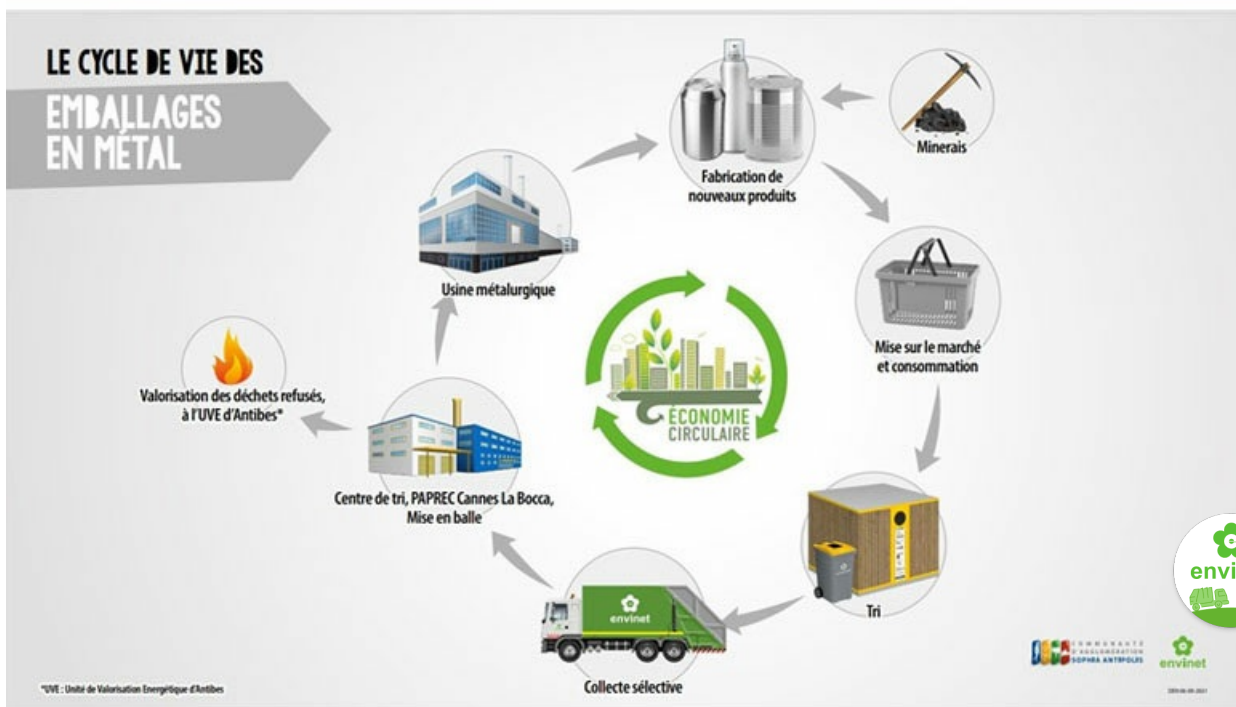 LE CYCLE DE VIE DES
EMBALLAGES
EN MÉTAL
Minerais
Fabrication de
nouveaux produits
Usine métalurgique
Mise sur le marché
et consommation
Valorisation des déchets refusés,
à l'UVE d'Antibes*
ÉCONOMIE
CIRCULAIRE
Centre de tri, PAPREC Cannes La Bocca,
Mise en balle
envinet
Tri
Collecte sélective
envi
COMMUNAUTÉ
D'AGGLOMÉRATION
SOPHIA ANTIPOLIS
envinet
*UVE : Unité de Valorisation Energétique d'Antibes